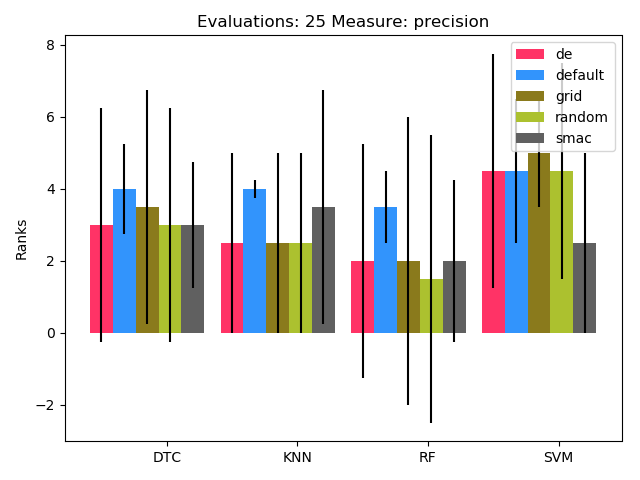 Evaluations: 25 Measure: precision
de
default
grid
random
smac
Ranks
8
6
4
2
0
−2
DTC KNN RF SVM